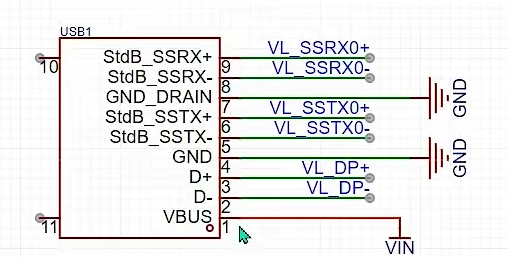 USB1
10
StdB_SSRX+
9
VL_SSRX0+
StdB_SSRX-
8
VL_SSRX0-
GND_DRAIN
7
GND
StdB_SSTX+
6
VL_SSTX0+
StdB_SSTX-
5
VL_SSTX0-
GND
4
GND
D+
3
VL_DP+
D-
2
VL_DP-
11
VBUS
1
VIN